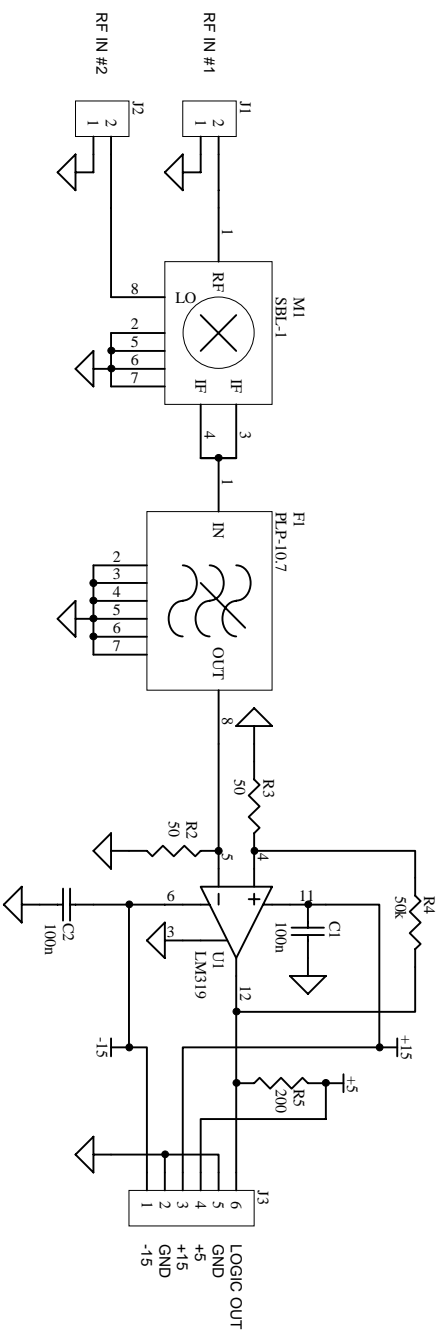 RF IN #1
RF IN #2
J1
2
1
J2
2
1
1
8
M1
SBL-1
RF
LO
IF
IF
2
5
6
7
3
4
1
F1
PLP-10.7
IN
OUT
2
3
4
5
6
7
8
R3
50
R2
50
R4
50k
4
5
+
-
11
6
3
12
U1
LM319
C1
100n
C2
100n
+15
-15
+5
R5
200
J3
6
5
4
3
2
1
LOGIC OUT
GND
+5
+15
GND
-15